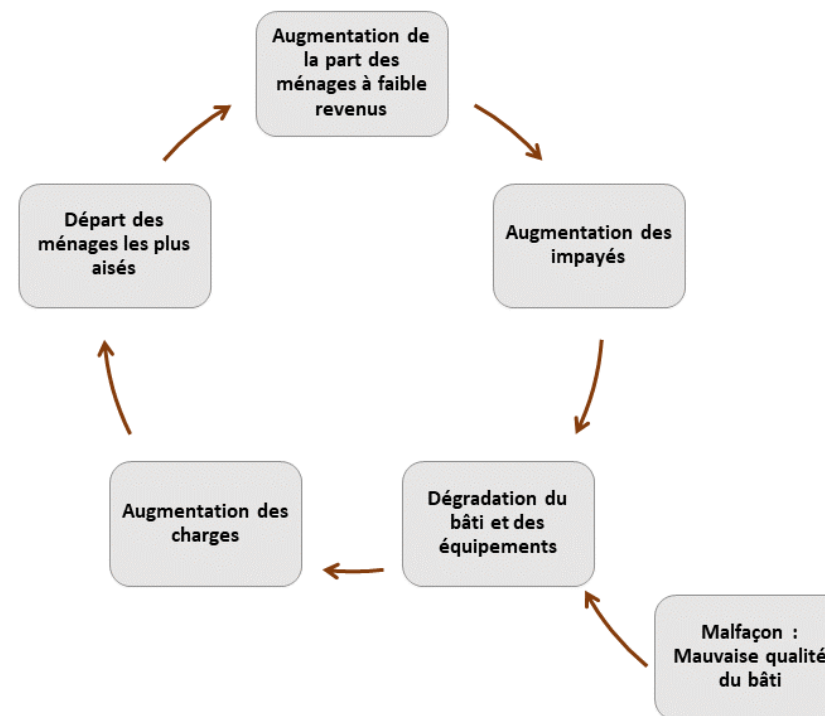 Augmentation de
la part des
ménages à faible
revenus
Augmentation des
impayés
Dégradation du
bâti et des
équipements
Malfaçon :
Mauvaise qualité
du bâti
Augmentation des
charges
Départ des
ménages les plus
aisés